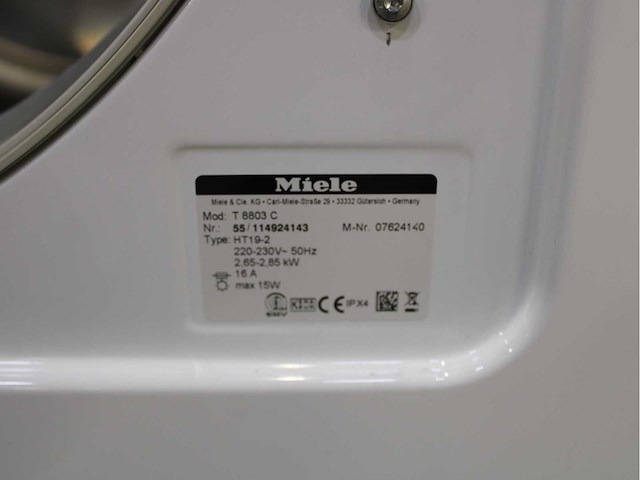 Miele
Miele & Cie. KG • Carl-Miele-Straße 29 • 33332 Gütersloh • Germany
Mod: T 8803 C
Nr.: 55/114924143 M-Nr. 07624140
Type: HT19-2
220-230V~ 50Hz
2,65-2,85 kW
16 A
max 15W
CE IPX4